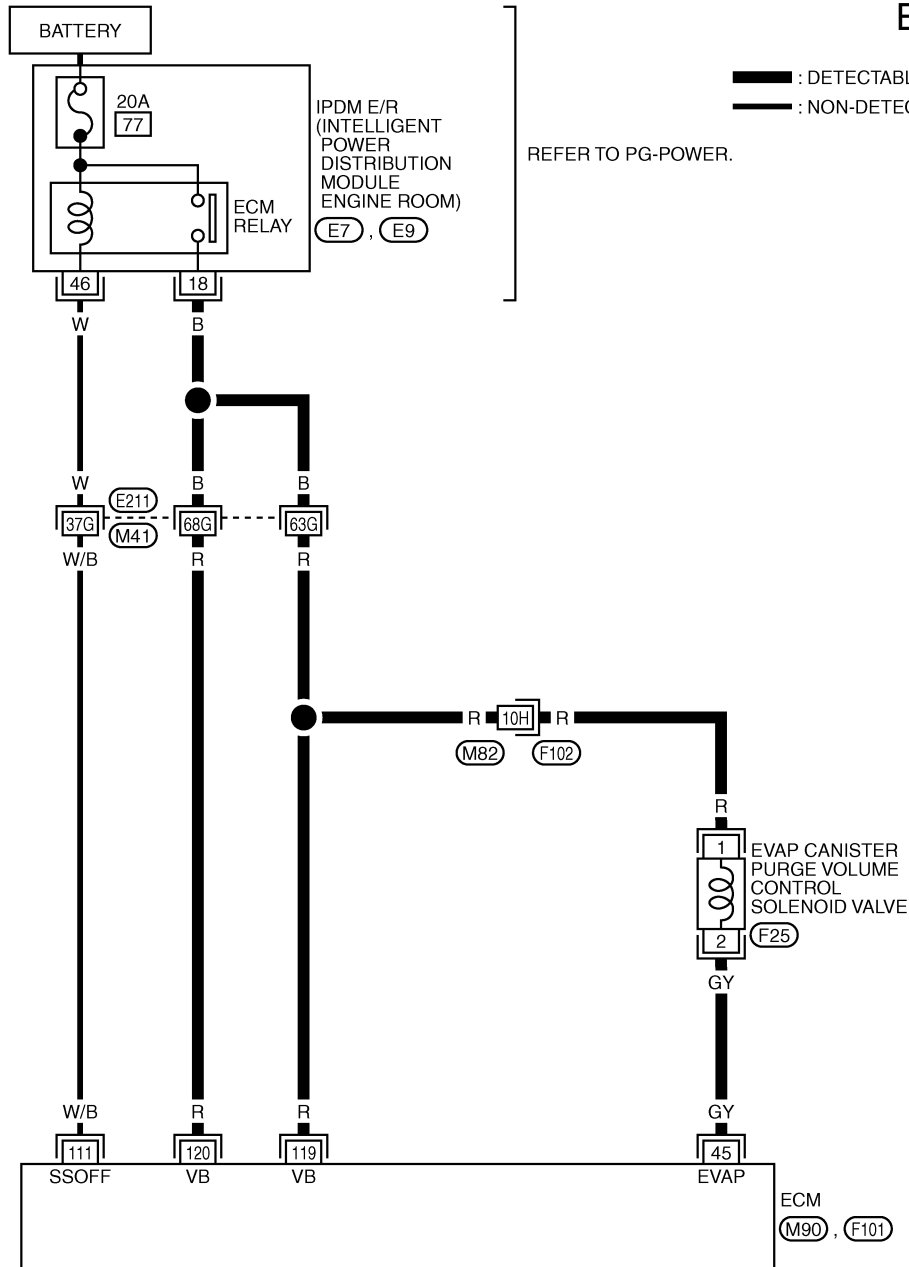 E
BATTERY
: DETECTABL
: NON-DETEC
20A
77
IPDM E/R
(INTELLIGENT
POWER
DISTRIBUTION
MODULE
ENGINE ROOM)
E7 , E9
REFER TO PG-POWER.
ECM
RELAY
46 18
W B
W B B
E211
37G 68G 63G
M41
W/B R R
R 10H R
M82 F102
R
1
EVAP CANISTER
PURGE VOLUME
CONTROL
SOLENOID VALVE
2
F25
GY
W/B R R GY
111 120 119 45
SSOFF VB VB EVAP
ECM
M90 , F101